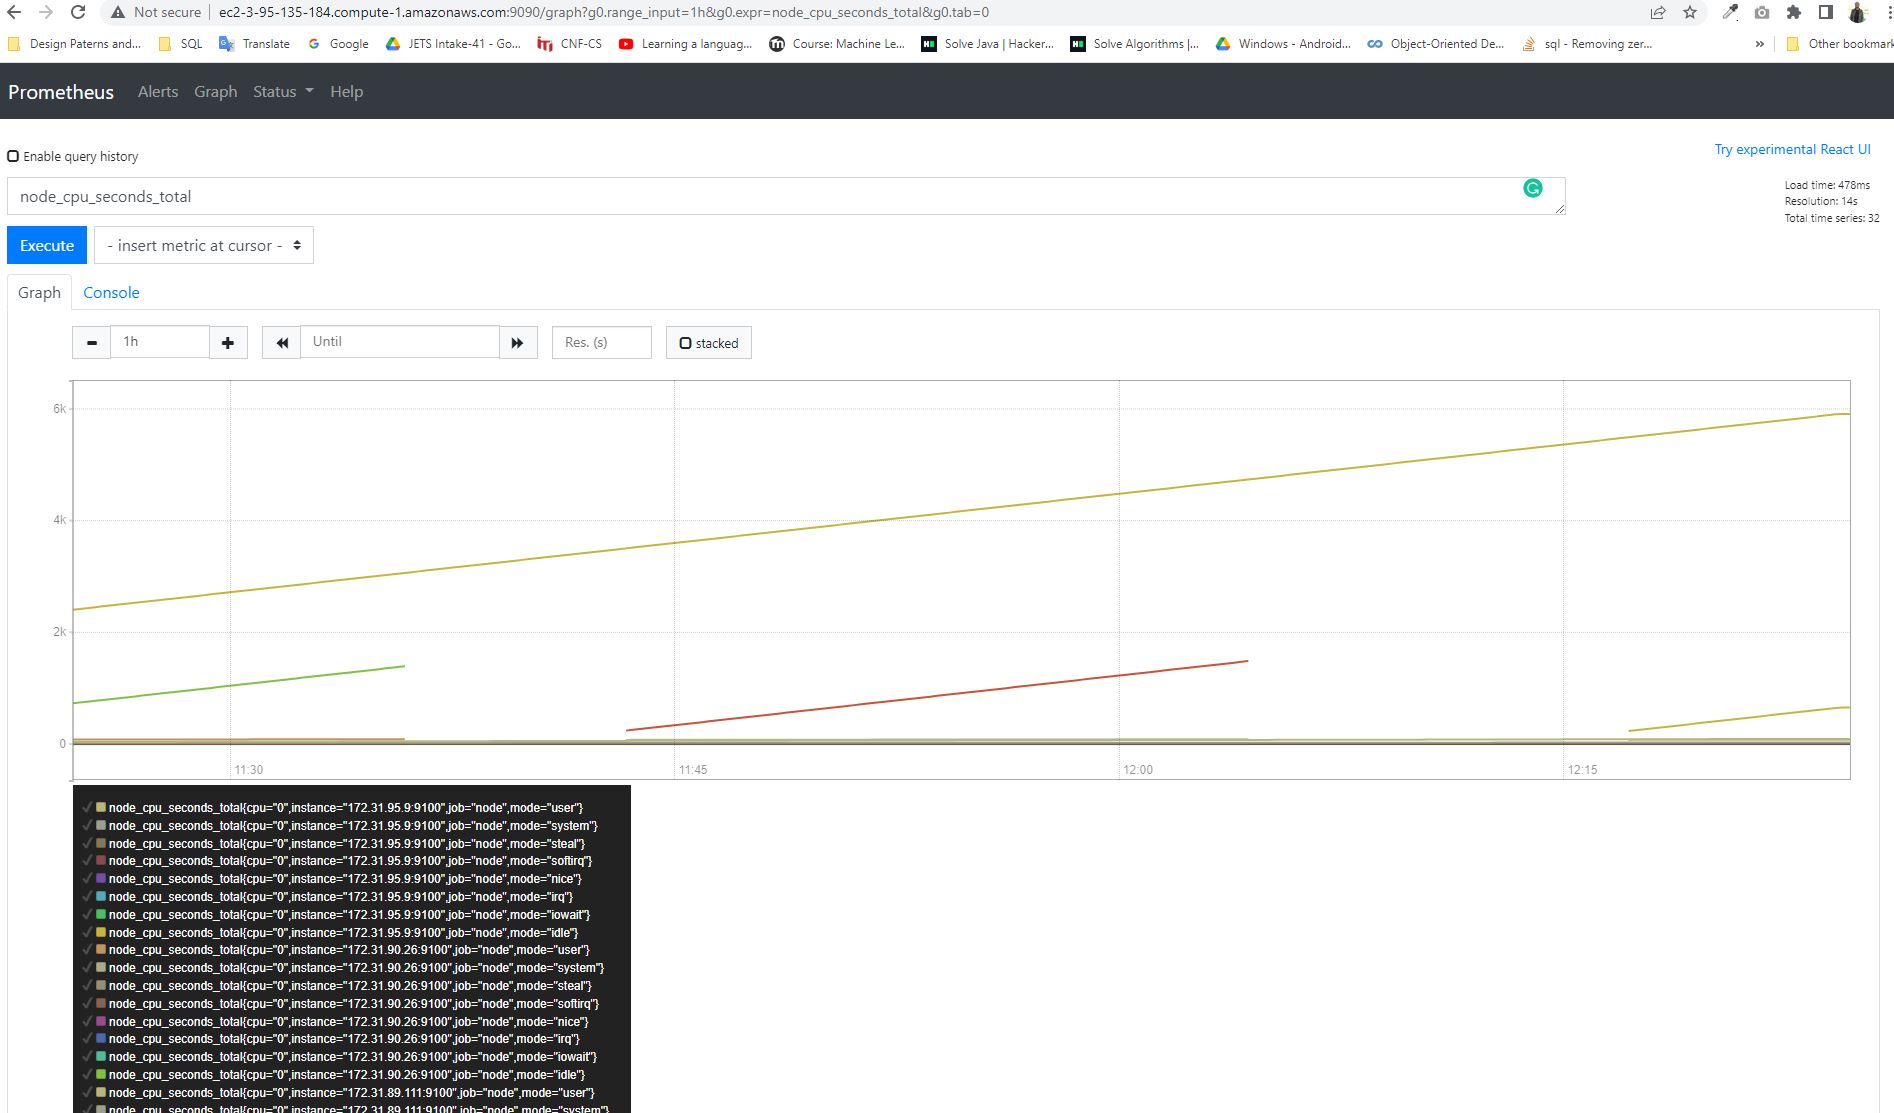 Not secure | ec2-3-95-135-184.compute-1.amazonaws.com:9090/graph?g0.range_input=1h&g0.expr=node_cpu_seconds_total&g0.tab=0
Design Paterns and... SQL Translate Google JETS Intake-41 - Go... CNF-CS Learning a languag... Course: Machine Le... Solve Java | Hacker... Solve Algorithms |... Windows - Android... Object-Oriented De... sql - Removing zer... » Other bookmark
Prometheus Alerts Graph Status Help
Enable query history
Try experimental React UI
node_cpu_seconds_total
Load time: 478ms
Resolution: 14s
Total time series: 32
Execute - insert metric at cursor -
Graph Console
1h Until Res. (s) stacked
6k
4k
2k
0
11:30 11:45 12:00 12:15
node_cpu_seconds_total{cpu="0",instance="172.31.95.9:9100",job="node",mode="user"}
node_cpu_seconds_total{cpu="0",instance="172.31.95.9:9100",job="node",mode="system"}
node_cpu_seconds_total{cpu="0",instance="172.31.95.9:9100",job="node",mode="steal"}
node_cpu_seconds_total{cpu="0",instance="172.31.95.9:9100",job="node",mode="softirq"}
node_cpu_seconds_total{cpu="0",instance="172.31.95.9:9100",job="node",mode="nice"}
node_cpu_seconds_total{cpu="0",instance="172.31.95.9:9100",job="node",mode="irq"}
node_cpu_seconds_total{cpu="0",instance="172.31.95.9:9100",job="node",mode="iowait"}
node_cpu_seconds_total{cpu="0",instance="172.31.95.9:9100",job="node",mode="idle"}
node_cpu_seconds_total{cpu="0",instance="172.31.90.26:9100",job="node",mode="user"}
node_cpu_seconds_total{cpu="0",instance="172.31.90.26:9100",job="node",mode="system"}
node_cpu_seconds_total{cpu="0",instance="172.31.90.26:9100",job="node",mode="steal"}
node_cpu_seconds_total{cpu="0",instance="172.31.90.26:9100",job="node",mode="softirq"}
node_cpu_seconds_total{cpu="0",instance="172.31.90.26:9100",job="node",mode="nice"}
node_cpu_seconds_total{cpu="0",instance="172.31.90.26:9100",job="node",mode="irq"}
node_cpu_seconds_total{cpu="0",instance="172.31.90.26:9100",job="node",mode="iowait"}
node_cpu_seconds_total{cpu="0",instance="172.31.90.26:9100",job="node",mode="idle"}
node_cpu_seconds_total{cpu="0",instance="172.31.89.111:9100",job="node",mode="user"}
node_cpu_seconds_total{cpu="0",instance="172.31.89.111:9100",job="node",mode="system"}